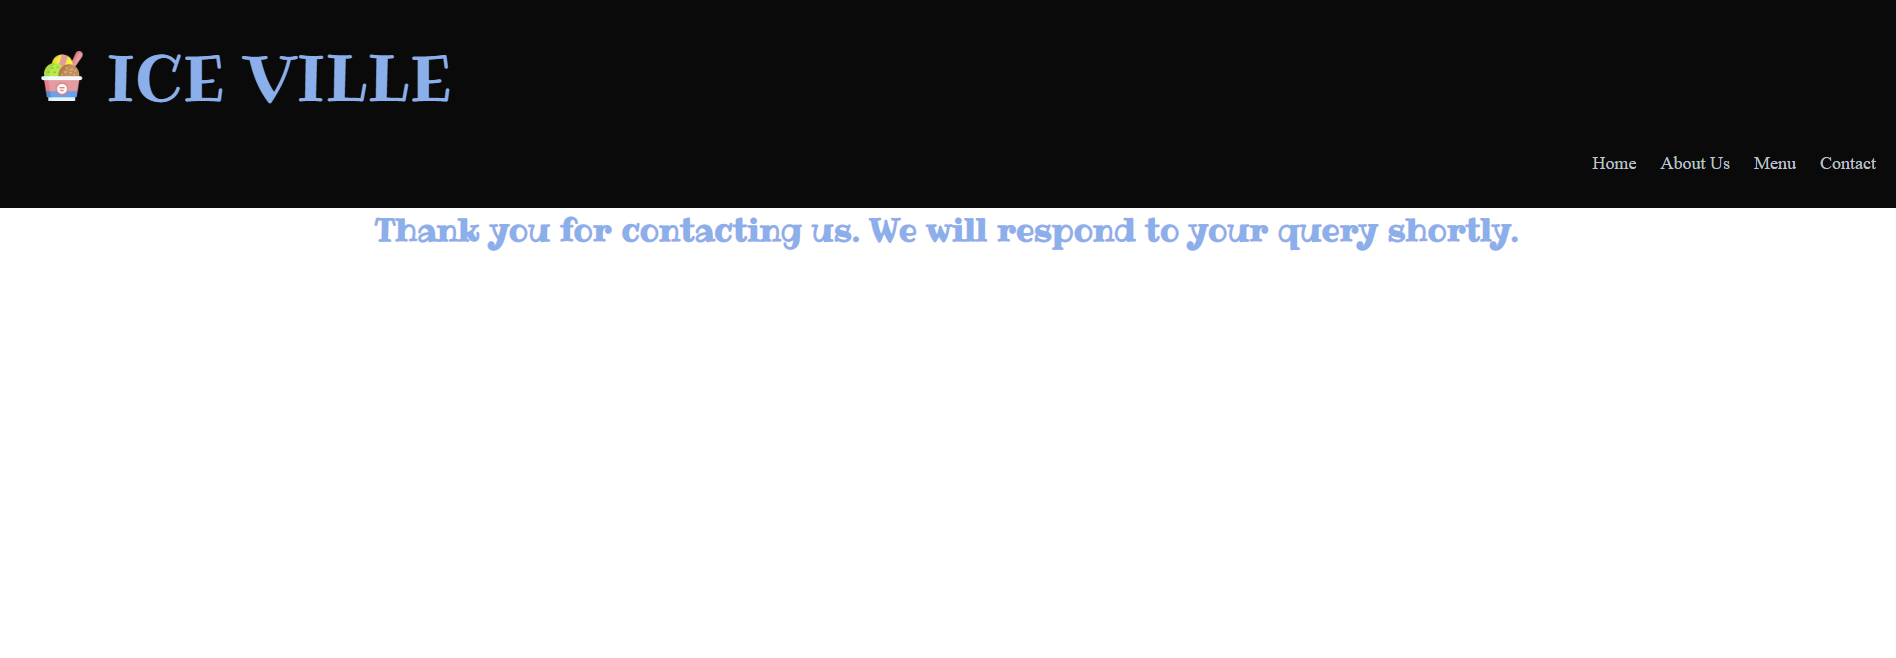 ICE VILLE
Home About Us Menu Contact
Thank you for contacting us. We will respond to your query shortly.